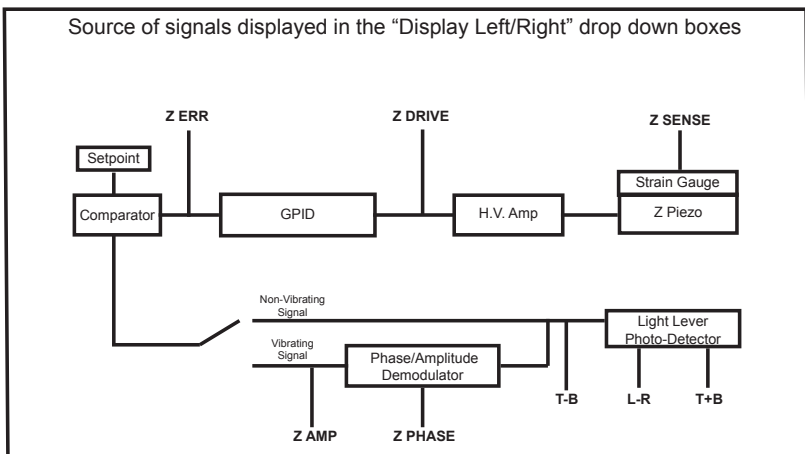 Source of signals displayed in the “Display Left/Right” drop down boxes
Z ERR
Z DRIVE
Z SENSE
Setpoint
Strain Gauge
Comparator
GPID
H.V. Amp
Z Piezo
Non-Vibrating
Signal
Light Lever
Photo-Detector
Vibrating
Signal
Phase/Amplitude
Demodulator
T-B
L-R
T+B
Z AMP
Z PHASE